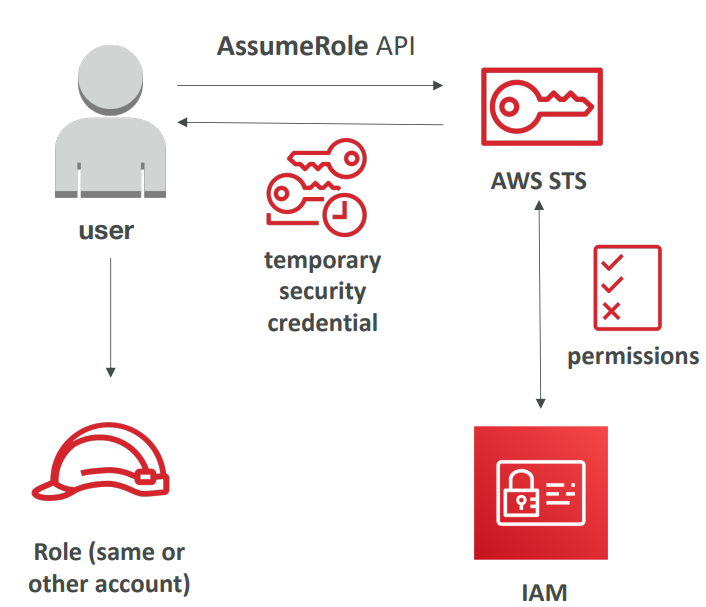 AssumeRole API
AWS STS
user
temporary
security
credential
permissions
Role (same or
other account)
IAM